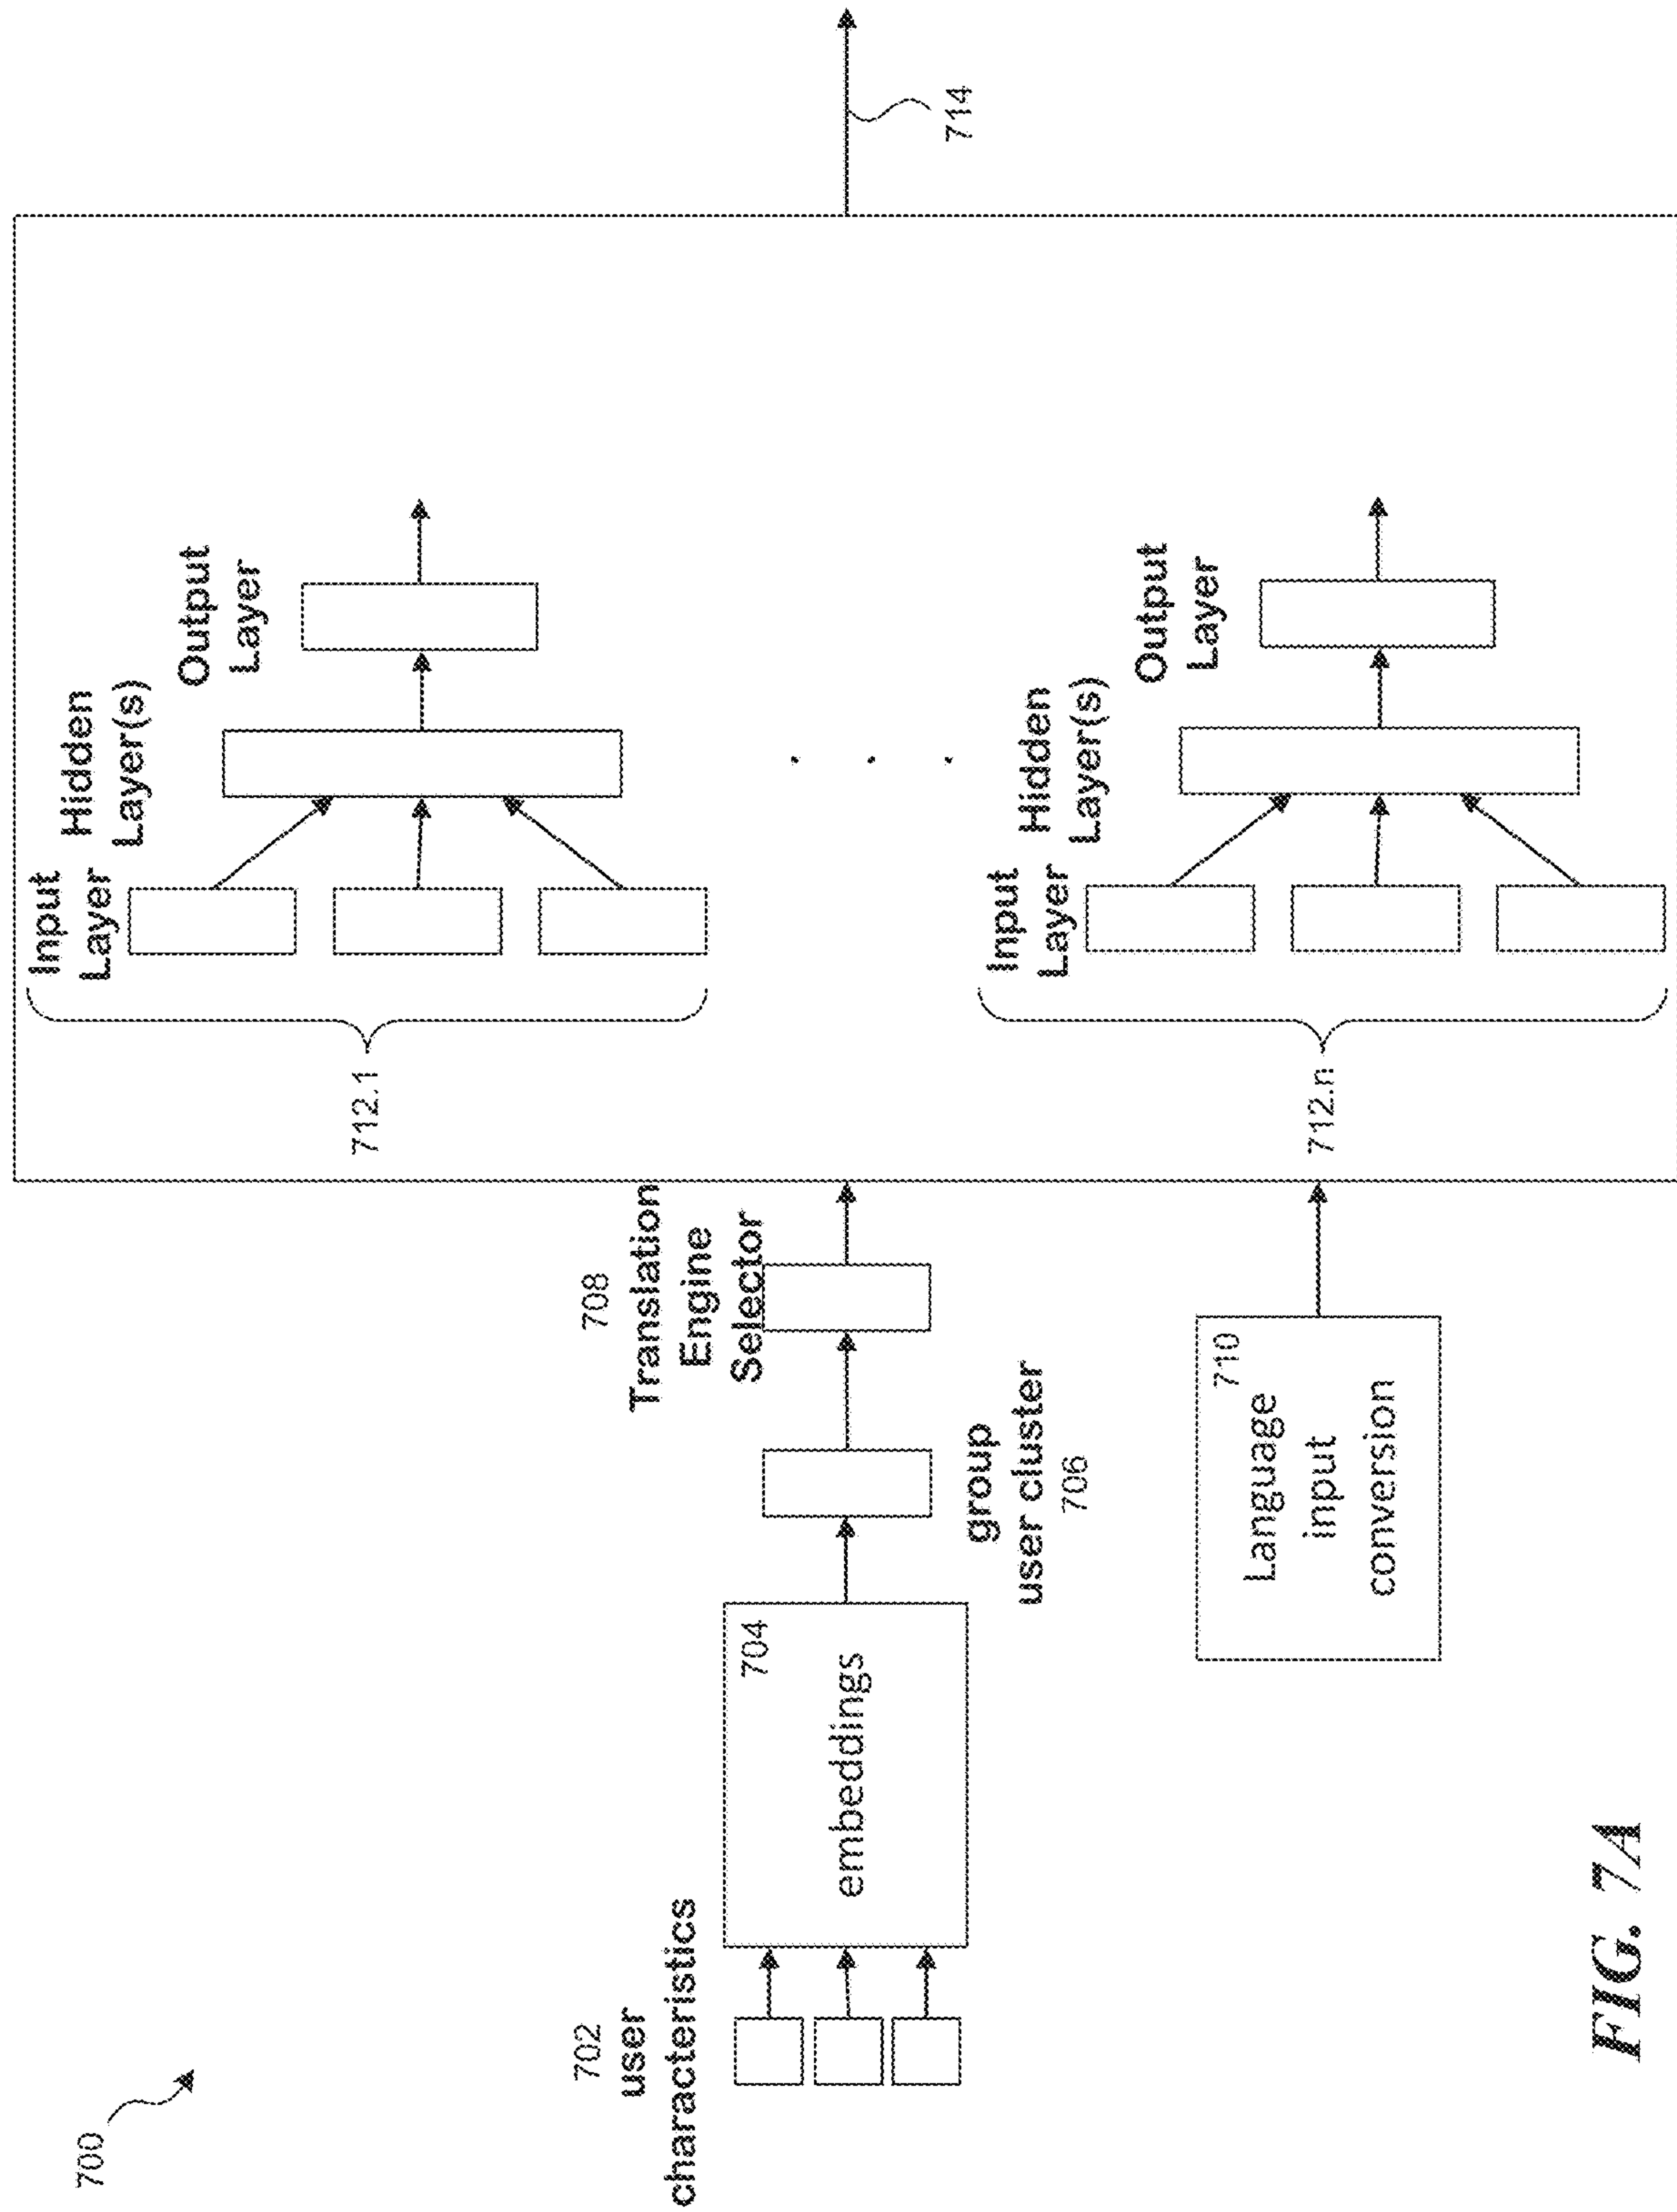 700
702
user
characteristics
704
embeddings
group
user cluster
706
708
Translation
Engine
Selector
710
Language
input
conversion
712.1
Input
Layer
Hidden
Layer(s)
Output
Layer
. . .
712.n
Input
Layer
Hidden
Layer(s)
Output
Layer
714
FIG. 7A